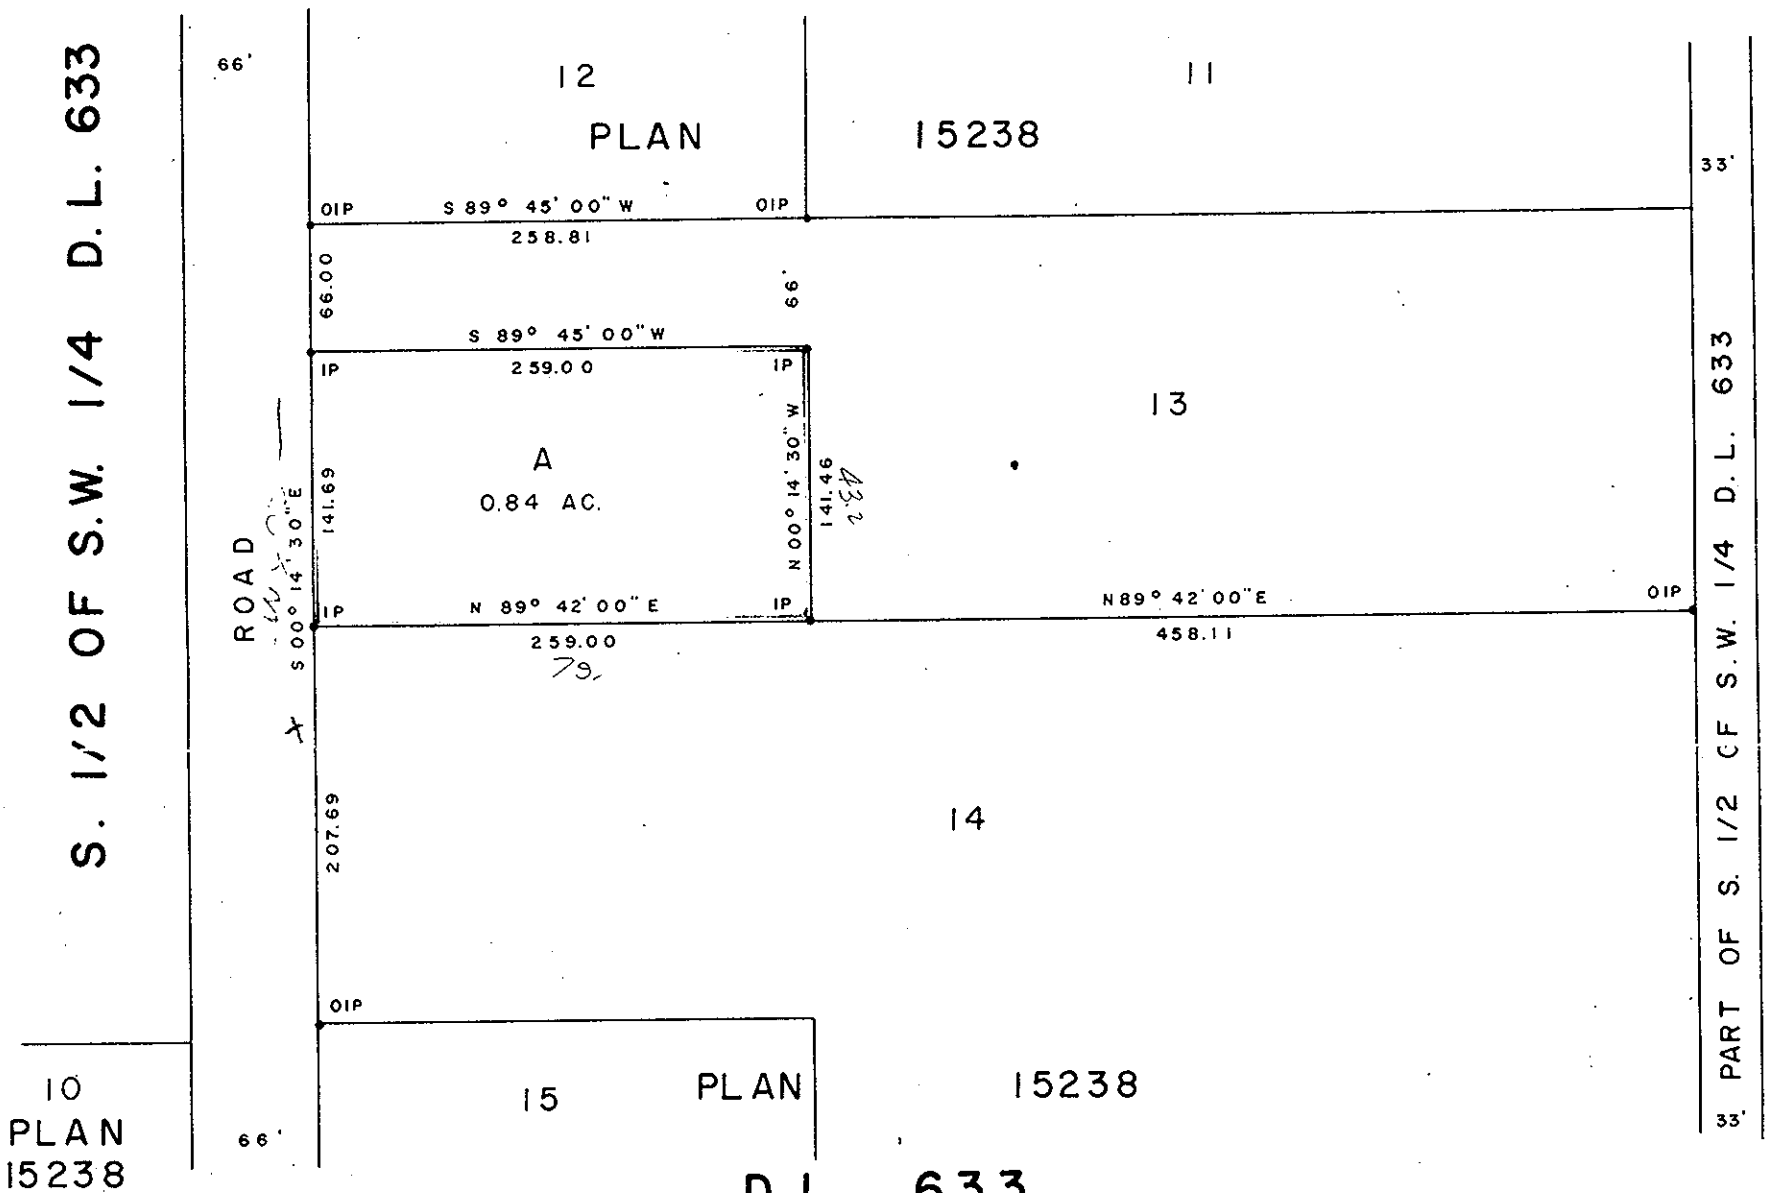 S. 1/2 OF S.W. 1/4 D.L. 633
66'
12
11
PLAN 15238
33'
OIP
S 89° 45' 00" W
OIP
258.81
66.00
66'
S 89° 45' 00" W
IP
259.00
IP
A
0.84 AC.
141.69
S 00° 14' 30" E
ROAD
N 00° 14' 30" W
141.46
43.2
13
IP
N 89° 42' 00" E
IP
259.00
79.
N 89° 42' 00" E
OIP
458.11
X
207.69
14
OIP
15
PLAN 15238
10
PLAN
15238
66'
33'
PART OF S. 1/2 OF S.W. 1/4 D.L. 633
D.L. 633